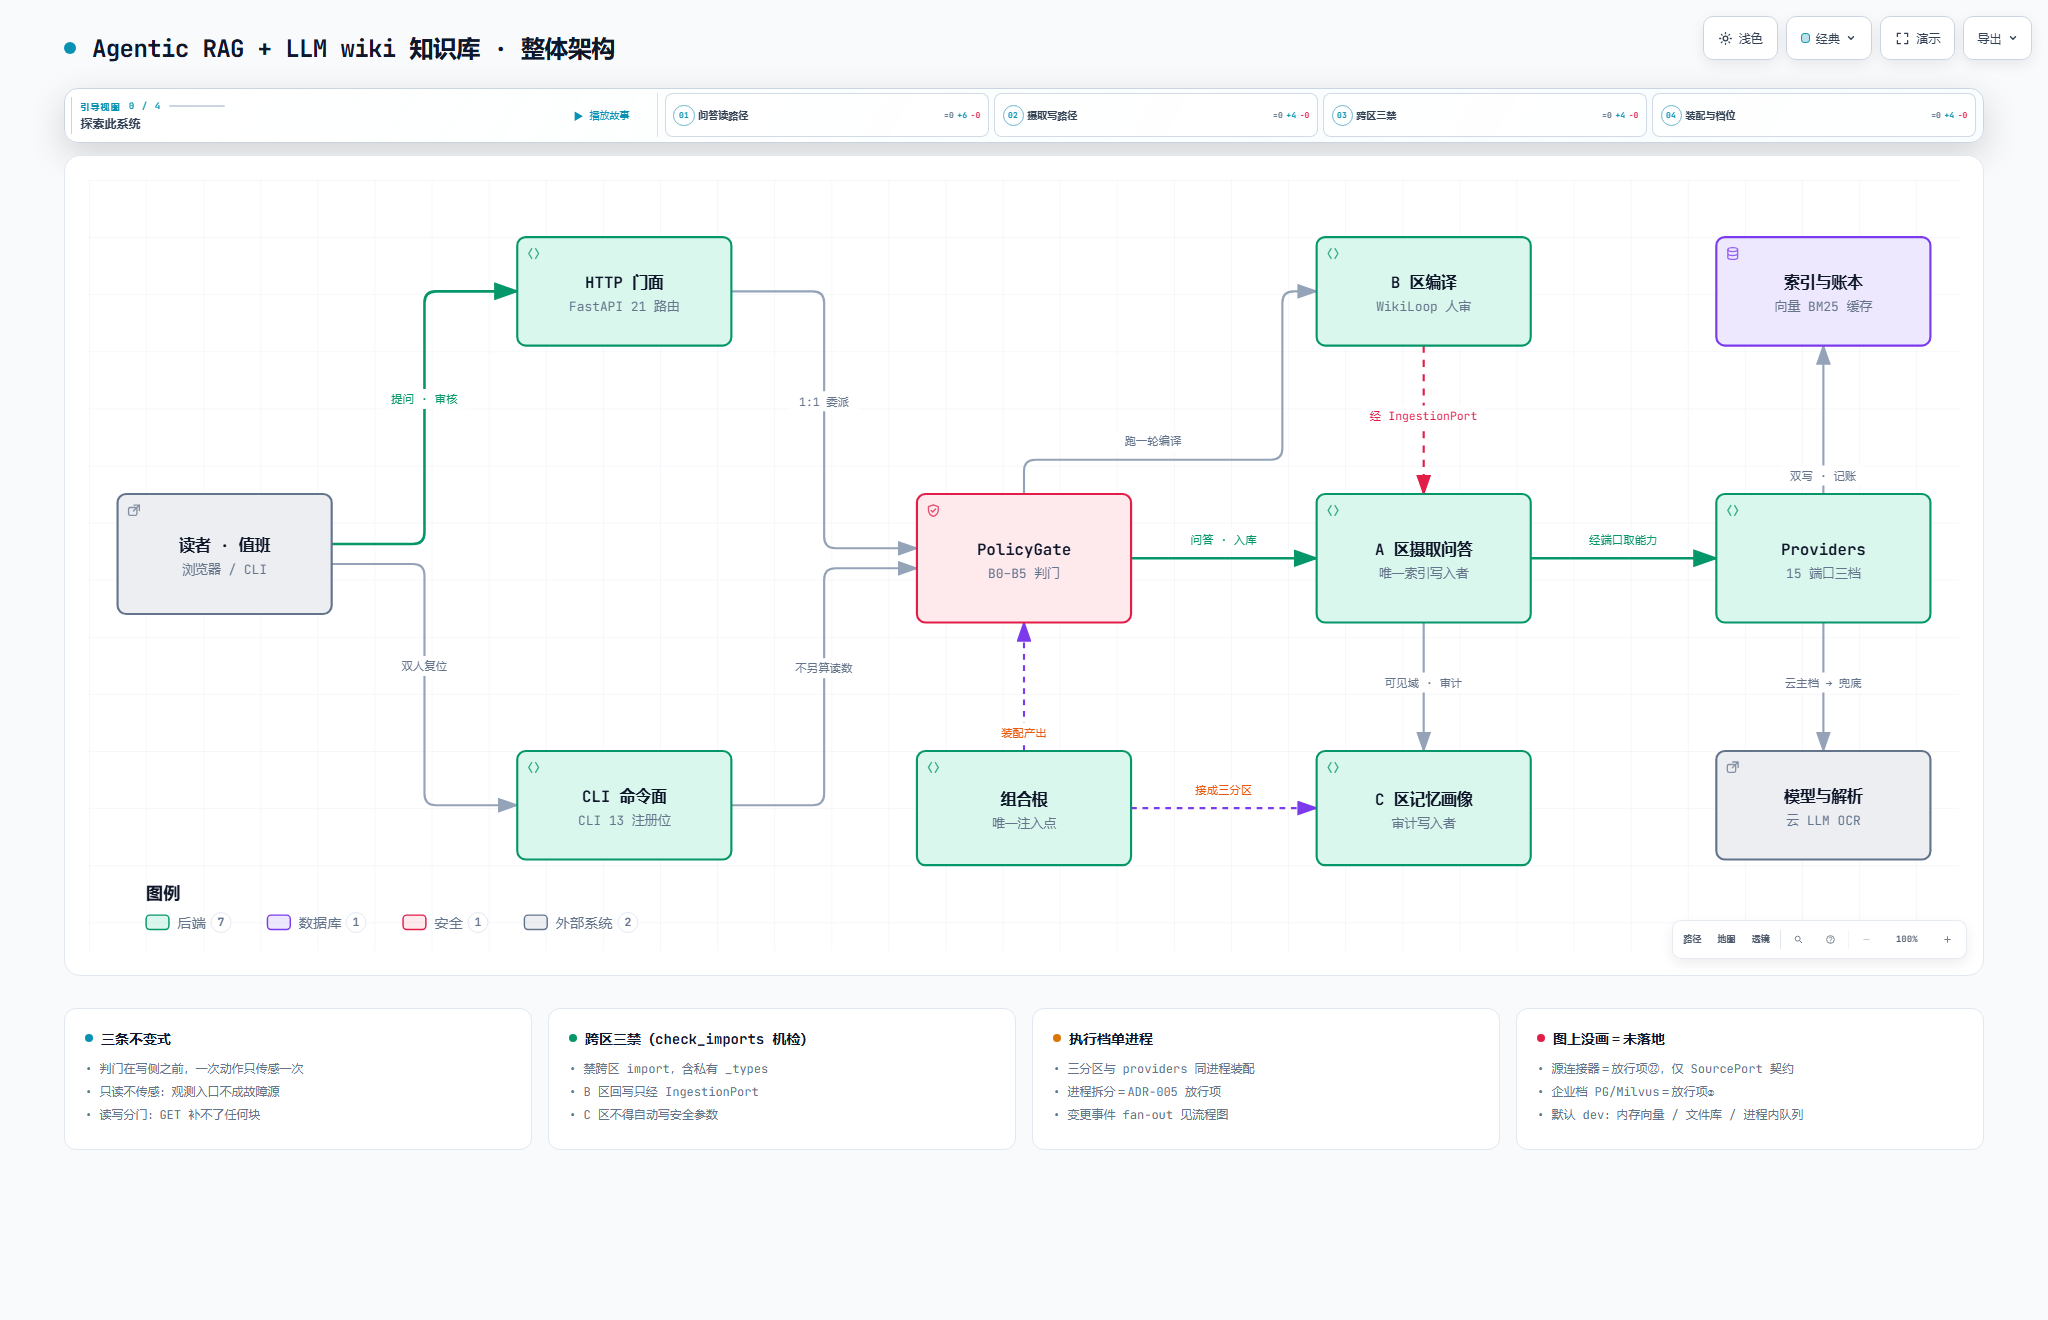 Agentic RAG + LLM wiki 知识库 · 整体架构
浅色
经典
演示
导出
引导视图 0 / 4
探索此系统
播放故事
01 问答读路径 =0 +6 -0
02 摄取写路径 =0 +4 -0
03 跨区三禁 =0 +4 -0
04 装配与档位 =0 +4 -0
HTTP 门面
FastAPI 21 路由
B 区编译
WikiLoop 人审
索引与账本
向量 BM25 缓存
提问 · 审核
1:1 委派
经 IngestionPort
跑一轮编译
双写 · 记账
读者 · 值班
浏览器 / CLI
PolicyGate
B0–B5 判门
问答 · 入库
A 区摄取问答
唯一索引写入者
经端口取能力
Providers
15 端口三档
双人复位
不另算读数
可见域 · 审计
云主档 → 兜底
装配产出
CLI 命令面
CLI 13 注册位
组合根
唯一注入点
接成三分区
C 区记忆画像
审计写入者
模型与解析
云 LLM OCR
图例
后端 7
数据库 1
安全 1
外部系统 2
路径
地图
透镜
− 100% +
三条不变式
• 判门在写侧之前，一次动作只传感一次
• 只读不传感：观测入口不成故障源
• 读写分门：GET 补不了任何块
跨区三禁（check_imports 机检）
• 禁跨区 import，含私有 _types
• B 区回写只经 IngestionPort
• C 区不得自动写安全参数
执行档单进程
• 三分区与 providers 同进程装配
• 进程拆分＝ADR-005 放行项
• 变更事件 fan-out 见流程图
图上没画＝未落地
• 源连接器＝放行项，仅 SourcePort 契约
• 企业档 PG/Milvus＝放行项
• 默认 dev：内存向量 / 文件库 / 进程内队列